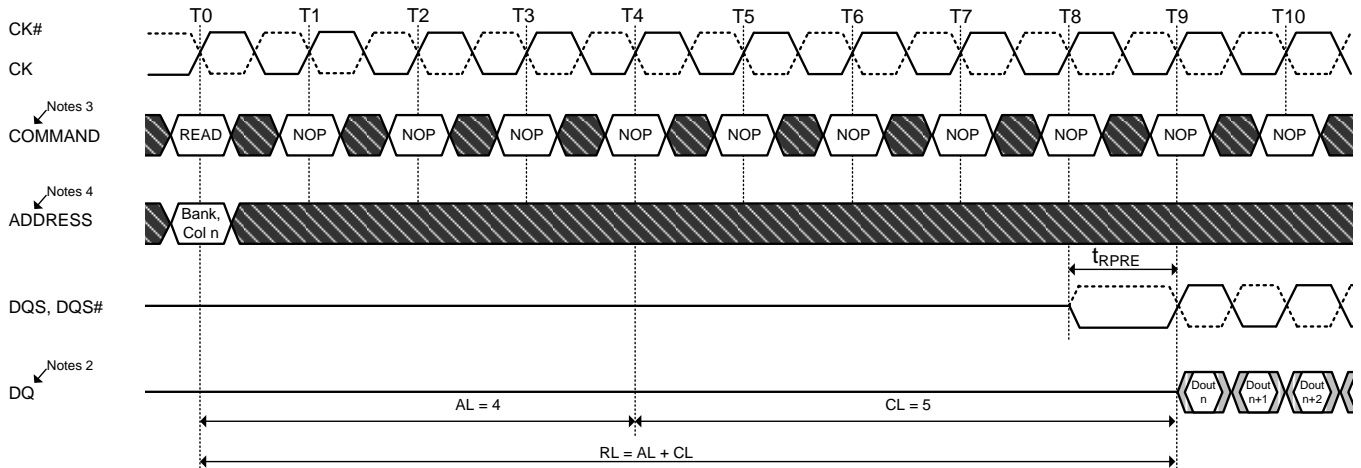 T0 T1 T2 T3 T4 T5 T6 T7 T8 T9 T10
CK#
CK
Notes 3
COMMAND
READ NOP NOP NOP NOP NOP NOP NOP NOP NOP NOP
Notes 4
ADDRESS
Bank,
Col n
tRPRE
DQS, DQS#
Notes 2
DQ
Dout
n
Dout
n+1
Dout
n+2
AL = 4
CL = 5
RL = AL + CL